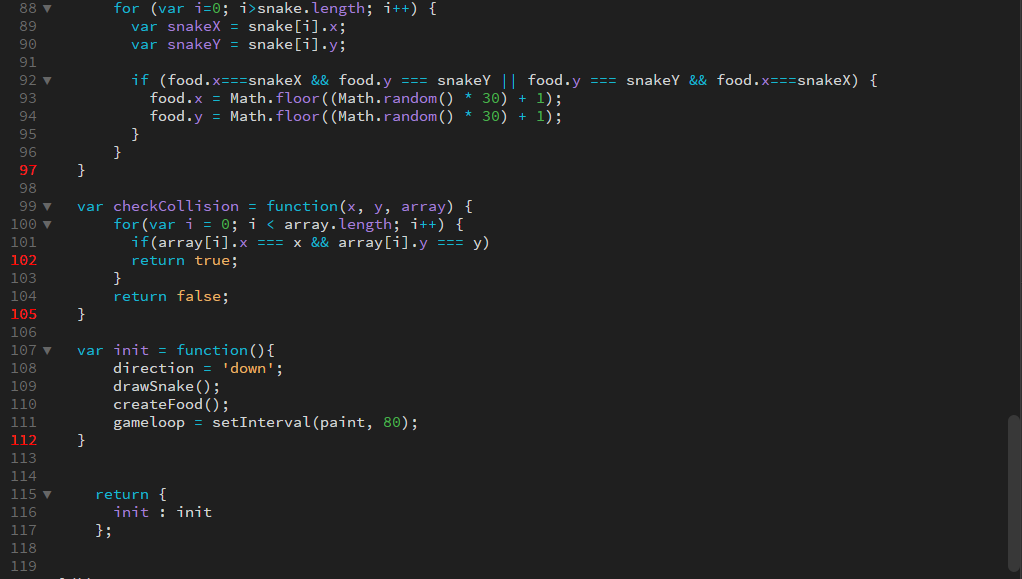 88 for (var i=0; i>snake.length; i++) {
89 var snakeX = snake[i].x;
90 var snakeY = snake[i].y;
91
92 if (food.x===snakeX && food.y === snakeY || food.y === snakeY && food.x===snakeX) {
93 food.x = Math.floor((Math.random() * 30) + 1);
94 food.y = Math.floor((Math.random() * 30) + 1);
95 }
96 }
97 }
98
99 var checkCollision = function(x, y, array) {
100 for(var i = 0; i < array.length; i++) {
101 if(array[i].x === x && array[i].y === y)
102 return true;
103 }
104 return false;
105 }
106
107 var init = function(){
108 direction = 'down';
109 drawSnake();
110 createFood();
111 gameloop = setInterval(paint, 80);
112 }
113
114
115 return {
116 init : init
117 };
118
119